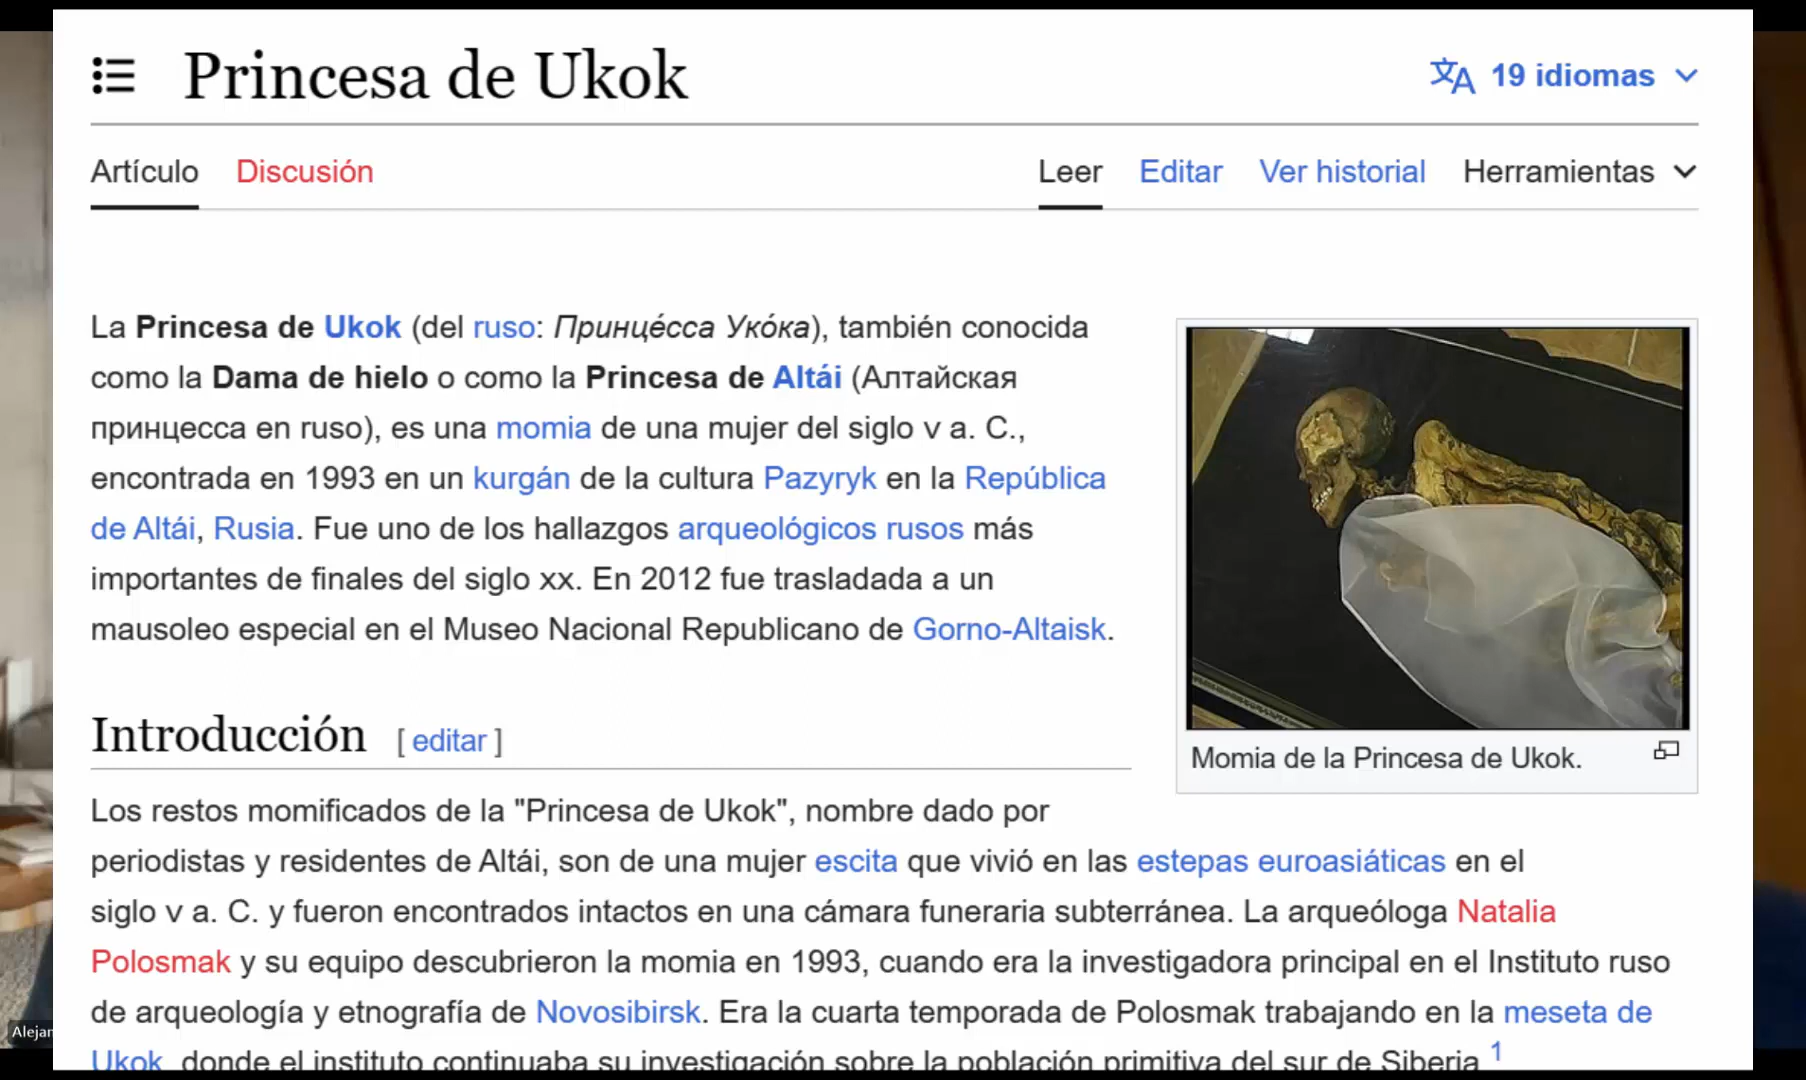 Princesa de Ukok
19 idiomas
Artículo Discusión Leer Editar Ver historial Herramientas
La Princesa de Ukok (del ruso: Принце́сса Уко́ка), también conocida
como la Dama de hielo o como la Princesa de Altái (Алтайская
принцесса en ruso), es una momia de una mujer del siglo v a. C.,
encontrada en 1993 en un kurgán de la cultura Pazyryk en la República
de Altái, Rusia. Fue uno de los hallazgos arqueológicos rusos más
importantes de finales del siglo xx. En 2012 fue trasladada a un
mausoleo especial en el Museo Nacional Republicano de Gorno-Altaisk.
Momia de la Princesa de Ukok.
Introducción [ editar ]
Los restos momificados de la "Princesa de Ukok", nombre dado por
periodistas y residentes de Altái, son de una mujer escita que vivió en las estepas euroasiáticas en el
siglo v a. C. y fueron encontrados intactos en una cámara funeraria subterránea. La arqueóloga Natalia
Polosmak y su equipo descubrieron la momia en 1993, cuando era la investigadora principal en el Instituto ruso
de arqueología y etnografía de Novosibirsk. Era la cuarta temporada de Polosmak trabajando en la meseta de
Ukok, donde el instituto continuaba su investigación sobre la población primitiva del sur de Siberia.1
Alejan